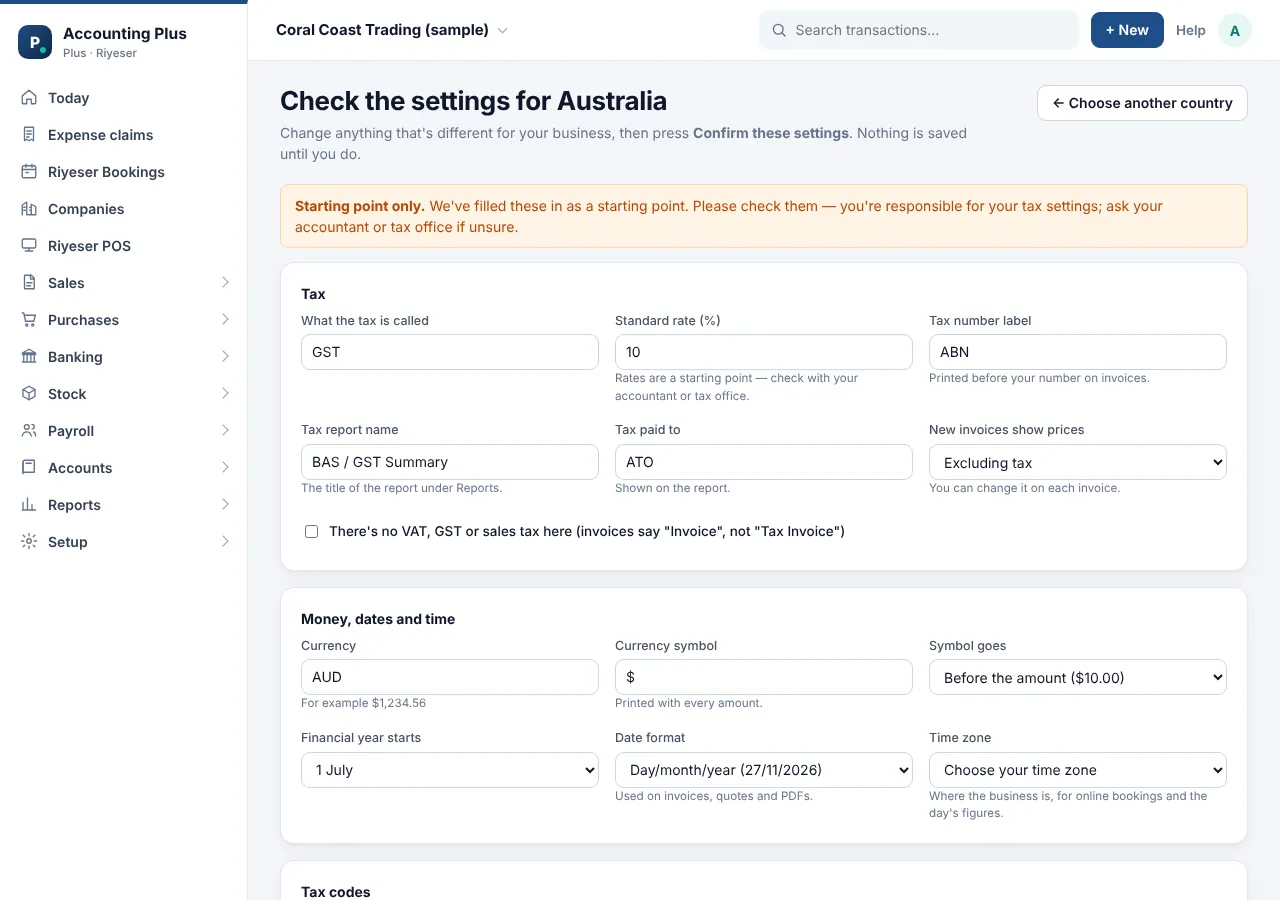 P.
Accounting Plus
Plus · Riyeser
Coral Coast Trading (sample)
Search transactions...
+ New
Help
A
Today
Expense claims
Riyeser Bookings
Companies
Riyeser POS
Sales
Purchases
Banking
Stock
Payroll
Accounts
Reports
Setup
Check the settings for Australia
← Choose another country
Change anything that's different for your business, then press Confirm these settings. Nothing is saved
until you do.
Starting point only. We've filled these in as a starting point. Please check them — you're responsible for your tax settings; ask your
accountant or tax office if unsure.
Tax
What the tax is called
Standard rate (%)
Tax number label
GST
10
ABN
Rates are a starting point — check with your
accountant or tax office.
Printed before your number on invoices.
Tax report name
Tax paid to
New invoices show prices
BAS / GST Summary
ATO
Excluding tax
The title of the report under Reports.
Shown on the report.
You can change it on each invoice.
There's no VAT, GST or sales tax here (invoices say "Invoice", not "Tax Invoice")
Money, dates and time
Currency
Currency symbol
Symbol goes
AUD
$
Before the amount ($10.00)
For example $1,234.56
Printed with every amount.
Financial year starts
Date format
Time zone
1 July
Day/month/year (27/11/2026)
Choose your time zone
Used on invoices, quotes and PDFs.
Where the business is, for online bookings and the
day's figures.
Tax codes